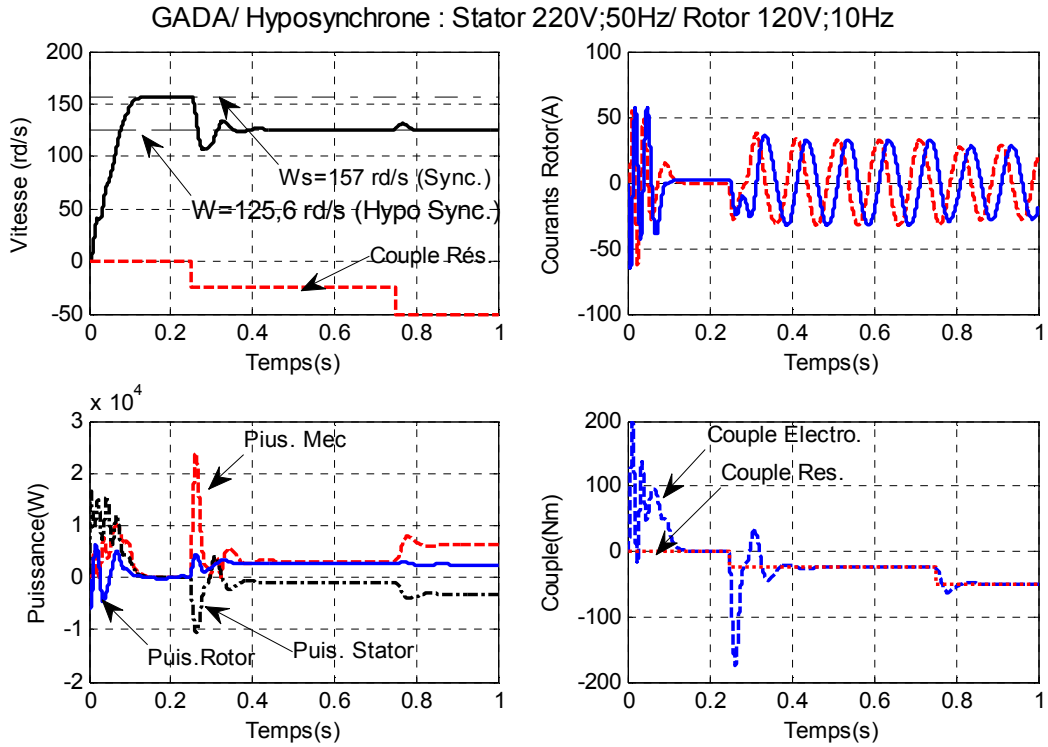 GADA/ Hyposynchrone : Stator 220V;50Hz/ Rotor 120V;10Hz
200
150
100
50
0
-50
Vitesse (rd/s)
Ws=157 rd/s (Sync.)
W=125,6 rd/s (Hypo Sync.)
Couple Rés.
0 0.2 0.4 0.6 0.8 1
Temps(s)
100
50
0
-50
-100
Courants Rotor(A)
0 0.2 0.4 0.6 0.8 1
Temps(s)
x 10^4
3
2
1
0
-1
-2
Puissance(W)
Pius. Mec
Puis.Rotor
Puis. Stator
0 0.2 0.4 0.6 0.8 1
Temps(s)
200
100
0
-100
-200
Couple(Nm)
Couple Electro.
Couple Res.
0 0.2 0.4 0.6 0.8 1
Temps(s)